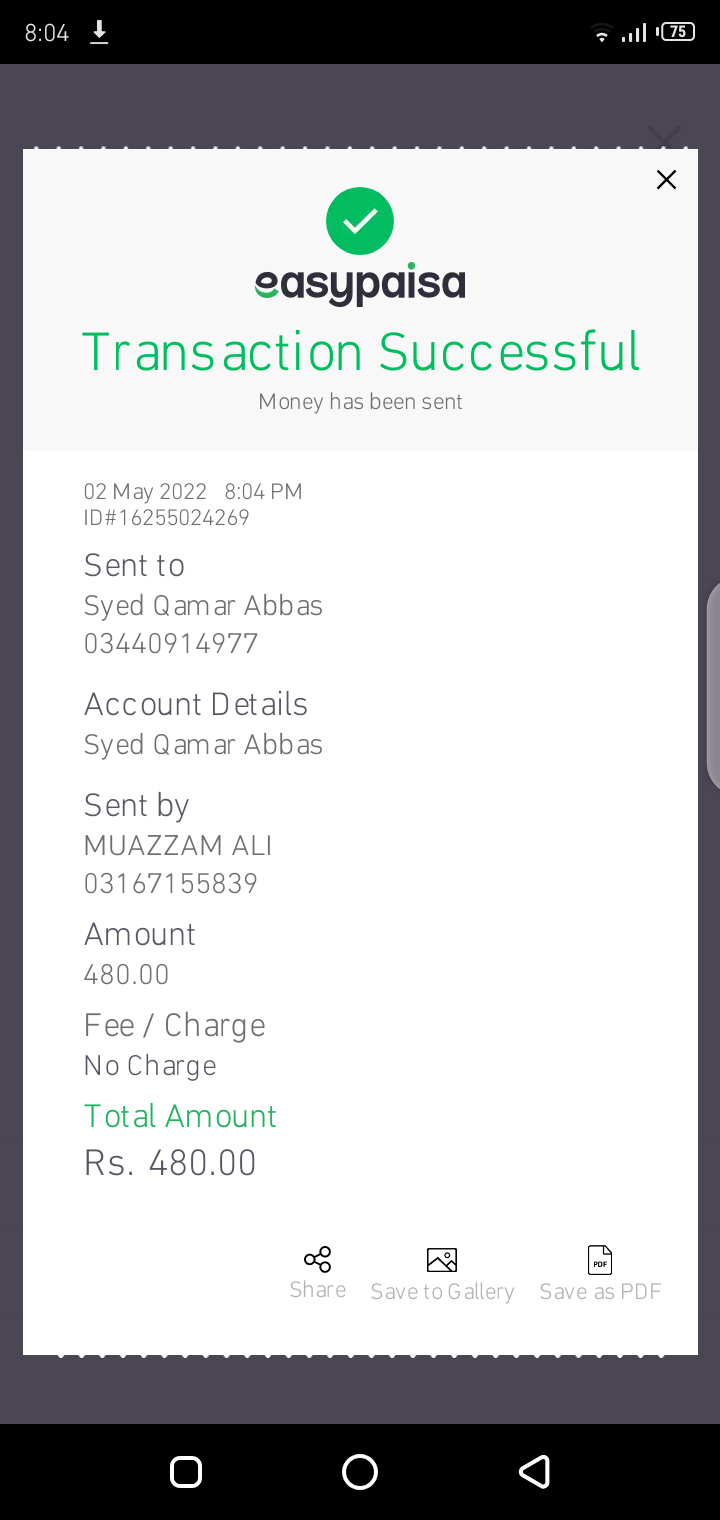 8:04
75
easypaisa
Transaction Successful
Money has been sent
02 May 2022 8:04 PM
ID#16255024269
Sent to
Syed Qamar Abbas
03440914977
Account Details
Syed Qamar Abbas
Sent by
MUAZZAM ALI
03167155839
Amount
480.00
Fee / Charge
No Charge
Total Amount
Rs. 480.00
PDF
Share Save to Gallery Save as PDF